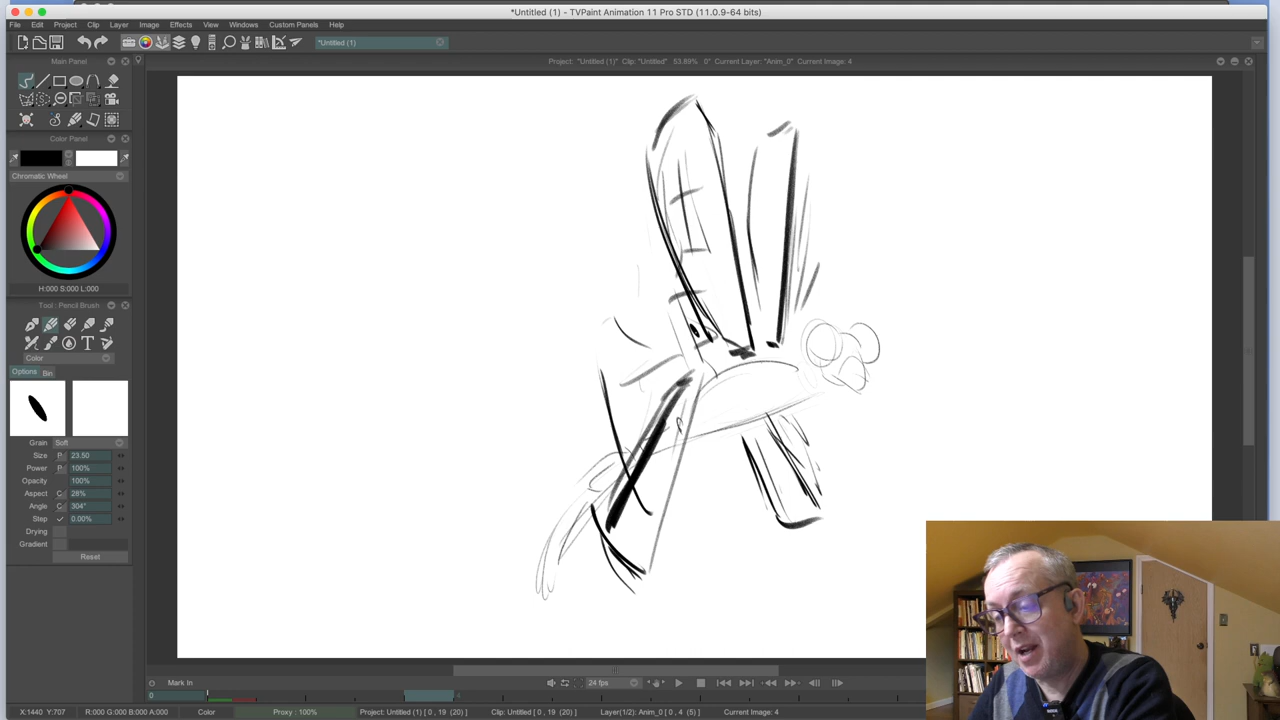 *Untitled (1) - TVPaint Animation 11 Pro STD (11.0.9-64 bits)
File Edit Project Clip Layer Image Effects View Windows Custom Panels Help
*Untitled (1)
Main Panel
Project: "Untitled (1)" Clip: "Untitled" 53.89% 0° Current Layer: "Anim_0" Current Image: 4
Color Panel
Chromatic Wheel
H:000 S:000 L:000
Tool : Pencil Brush
T
Color
Options Bin
Grain Soft
Size P 23.50
Power P 100%
Opacity 100%
Aspect C 28%
Angle C 304°
Step 0.00%
Drying
Gradient
Reset
Mark In 24 fps
0 4
X:1440 Y:707 R:000 G:000 B:000 A:000 Color Proxy : 100% Project: Untitled (1) [ 0 , 19 (20) ] Clip: Untitled [ 0 , 19 (20) ] Layer(1/2): Anim_0 [ 0 , 4 (5) ] Current Image: 4